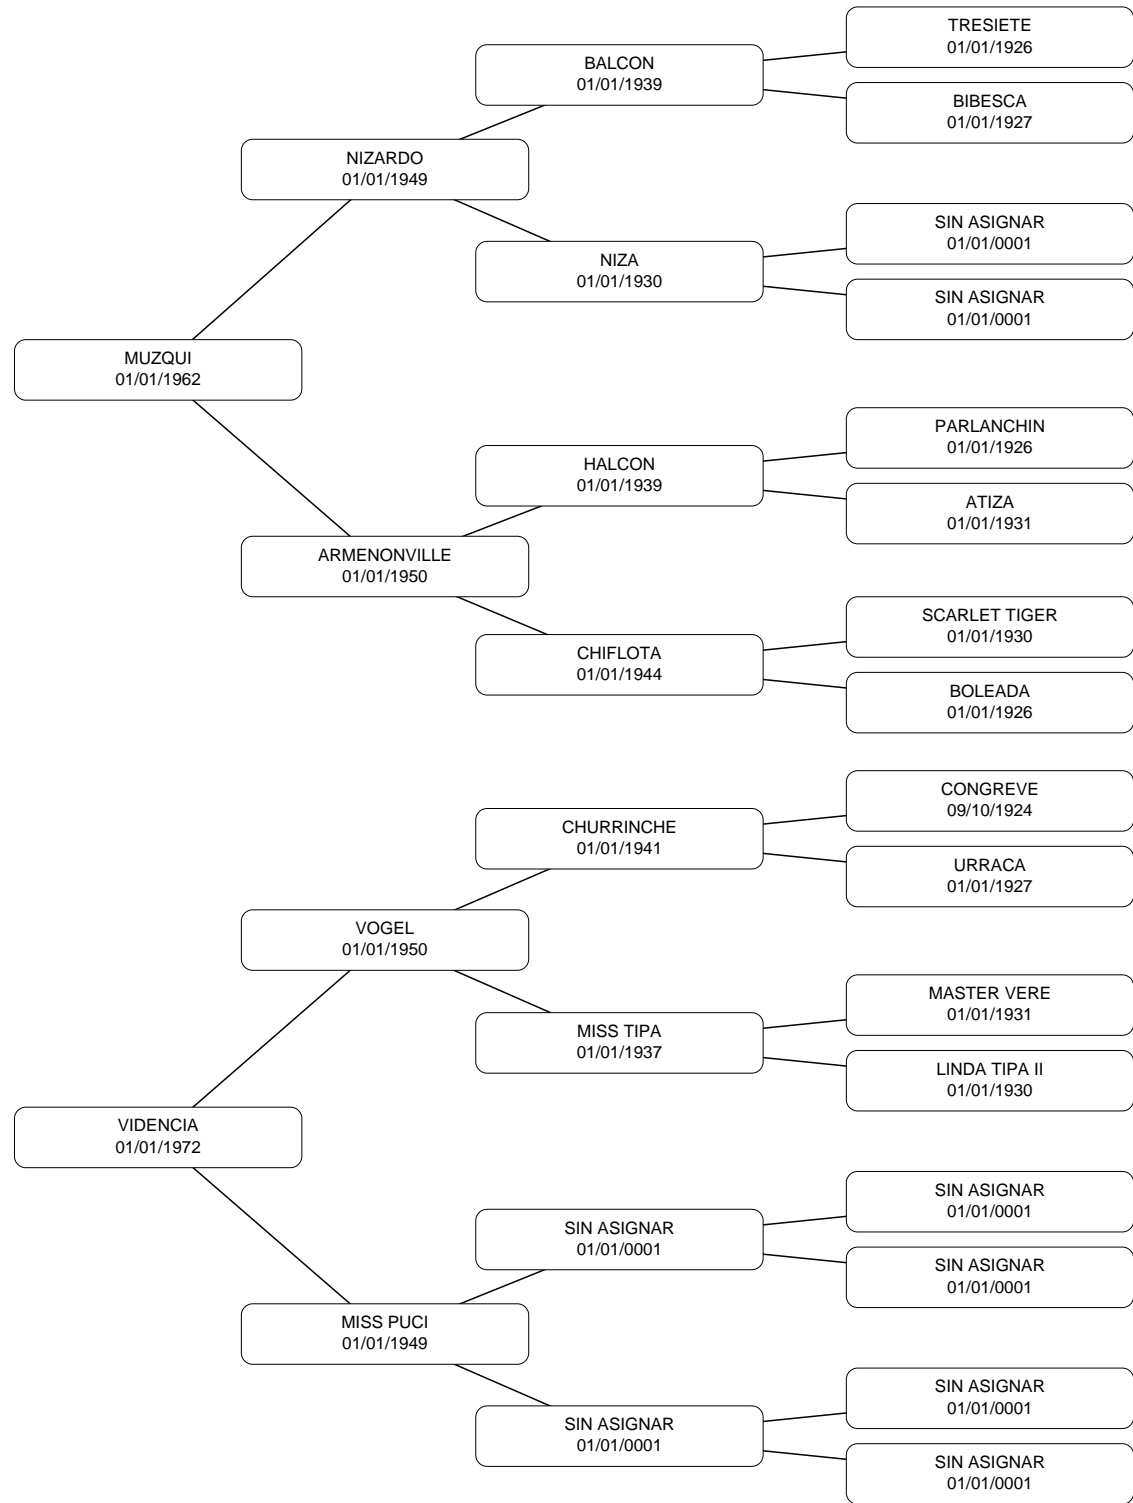 TRESIETE
01/01/1926
BALCON
01/01/1939
BIBESCA
01/01/1927
NIZARDO
01/01/1949
SIN ASIGNAR
01/01/0001
NIZA
01/01/1930
SIN ASIGNAR
01/01/0001
MUZQUI
01/01/1962
PARLANCHIN
01/01/1926
HALCON
01/01/1939
ATIZA
01/01/1931
ARMENONVILLE
01/01/1950
SCARLET TIGER
01/01/1930
CHIFLOTA
01/01/1944
BOLEADA
01/01/1926
CONGREVE
09/10/1924
CHURRINCHE
01/01/1941
URRACA
01/01/1927
VOGEL
01/01/1950
MASTER VERE
01/01/1931
MISS TIPA
01/01/1937
LINDA TIPA II
01/01/1930
VIDENCIA
01/01/1972
SIN ASIGNAR
01/01/0001
SIN ASIGNAR
01/01/0001
SIN ASIGNAR
01/01/0001
MISS PUCI
01/01/1949
SIN ASIGNAR
01/01/0001
SIN ASIGNAR
01/01/0001
SIN ASIGNAR
01/01/0001